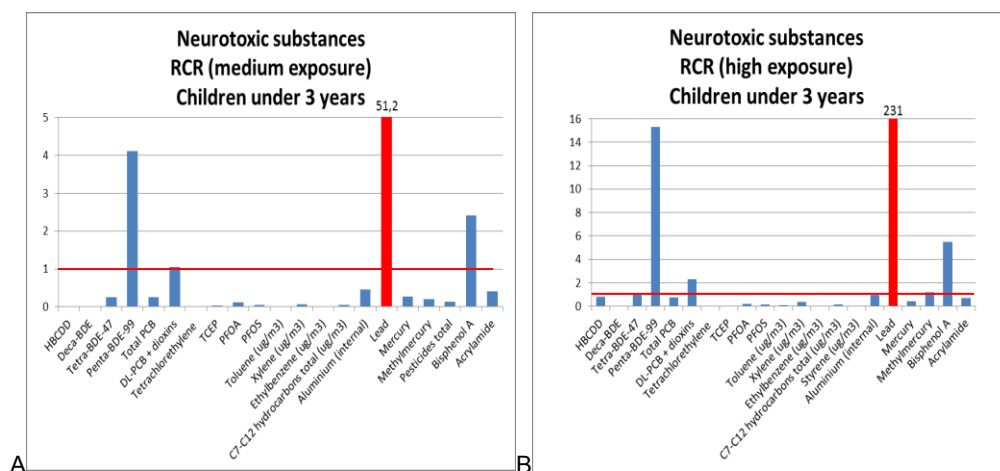 Neurotoxic substances
RCR (medium exposure)
Children under 3 years
51,2
5
4
3
2
1
0
HBCDD
Deca-BDE
Tetra-BDE-47
Penta-BDE-99
Total PCB
DL-PCB + dioxins
Tetrachlorethylene
TCEP
PFOA
PFOS
Toluene (ug/m3)
Xylene (ug/m3)
Ethylbenzene (ug/m3)
C7-C12 hydrocarbons total (ug/m3)
Aluminium (internal)
Lead
Mercury
Methylmercury
Pesticides total
Bisphenol A
Acrylamide
A
Neurotoxic substances
RCR (high exposure)
Children under 3 years
231
16
14
12
10
8
6
4
2
0
HBCDD
Deca-BDE
Tetra-BDE-47
Penta-BDE-99
Total PCB
DL-PCB + dioxins
Tetrachlorethylene
TCEP
PFOA
PFOS
Toluene (ug/m3)
Xylene (ug/m3)
Ethylbenzene (ug/m3)
C7-C12 hydrocarbons total (ug/m3)
Styrene (ug/m3)
Aluminium (internal)
Lead
Mercury
Methylmercury
Bisphenol A
Acrylamide
B